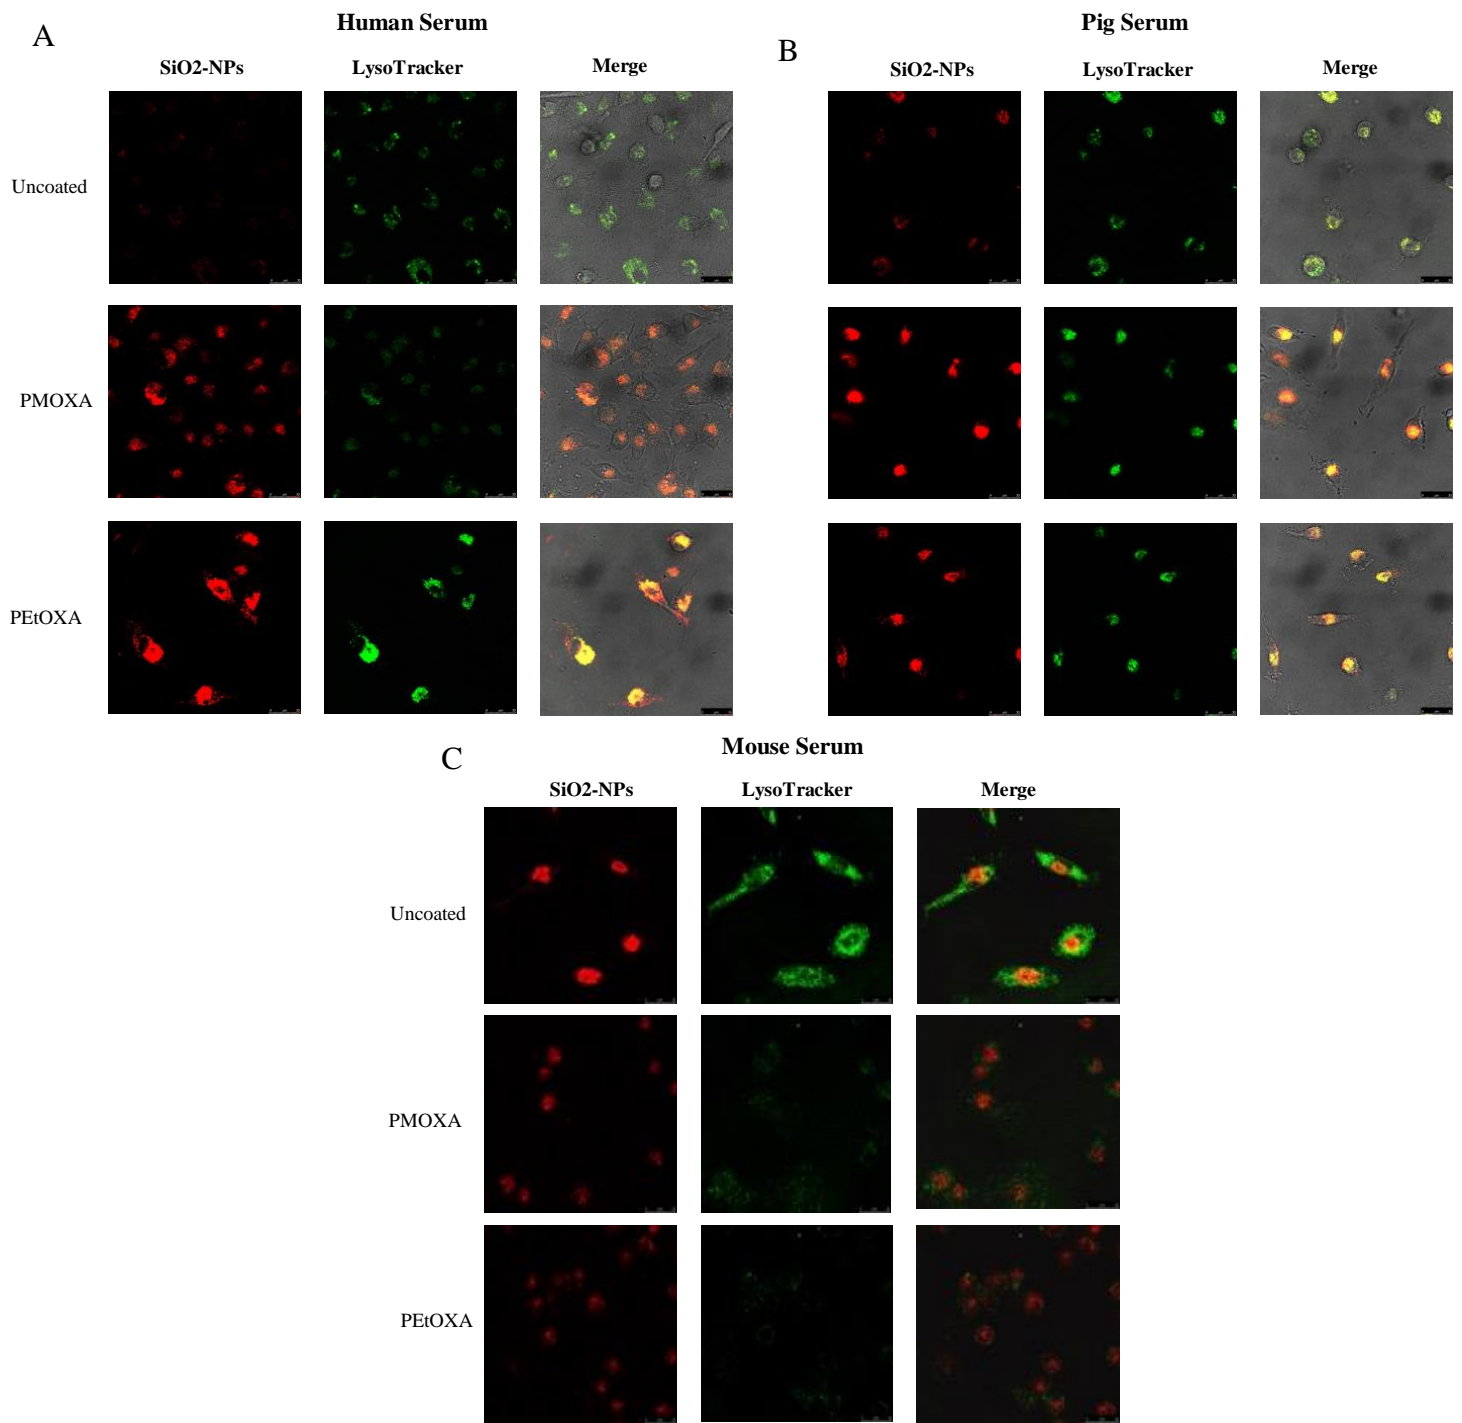 A
Human Serum
SiO2-NPs LysoTracker Merge
Uncoated
PMOXA
PEtOXA
B
Pig Serum
SiO2-NPs LysoTracker Merge
C
Mouse Serum
SiO2-NPs LysoTracker Merge
Uncoated
PMOXA
PEtOXA